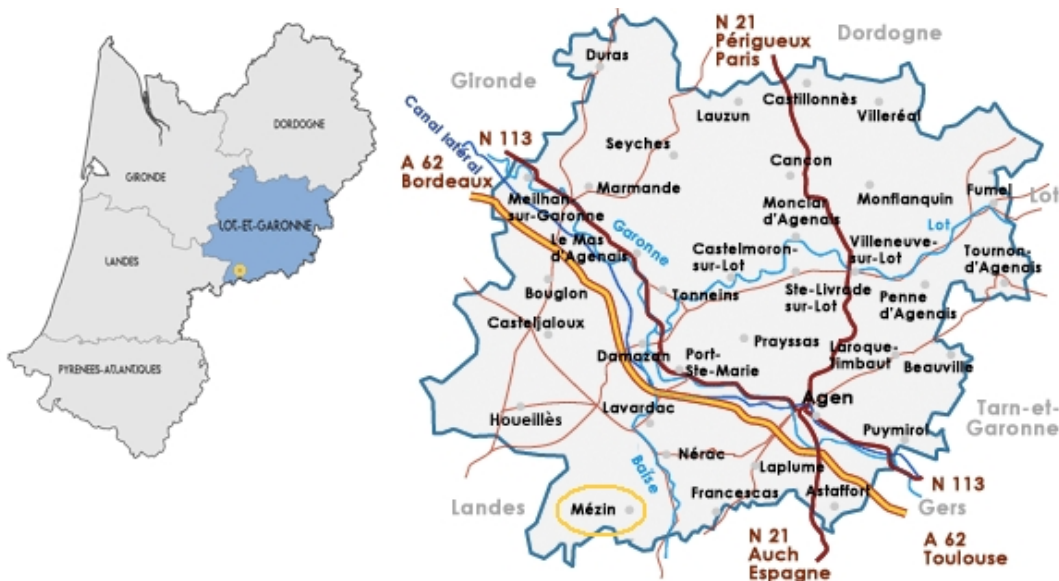 DORDOGNE
GIRONDE
LOT-ET-GARONNE
LANDES
PYRENEES-ATLANTIQUES
N 21
Périgueux
Paris
Dordogne
Gironde
Duras
Lauzun
Castillonnès
Villeréal
Canal latéral
N 113
A 62
Bordeaux
Seyches
Cancon
Marmande
Monflanquin
Fumel
Lot
Meilhan-
sur-Garonne
Monclar
d'Agenais
Lot
Garonne
Le Mas
d'Agenais
Castelmoron-
sur-Lot
Villeneuve-
sur-Lot
Tournon-
d'Agenais
Bouglon
Tonneins
Ste-Livrade
sur-Lot
Penne
d'Agenais
Casteljaloux
Damazan
Port-
Ste-Marie
Prayssas
Laroque-
Timbaut
Beauville
Agen
Houeillès
Lavardac
Puymirol
Tarn-et-
Garonne
Baïse
Nérac
Laplume
N 113
Landes
Mézin
Francescas
Astaffort
Gers
N 21
Auch
Espagne
A 62
Toulouse